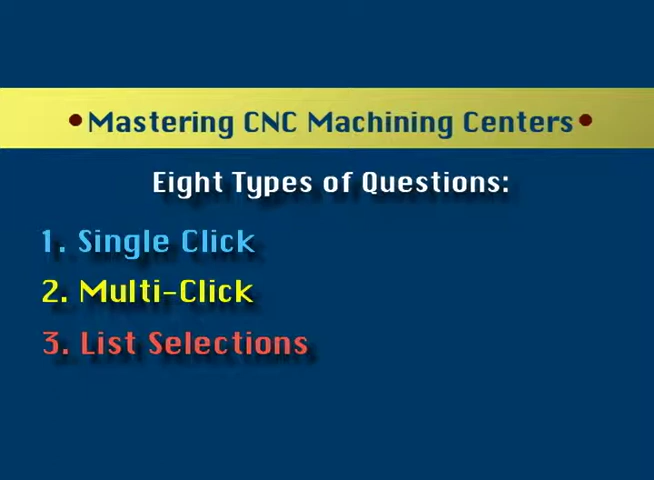 •Mastering CNC Machining Centers•
Eight Types of Questions:
1. Single Click
2. Multi-Click
3. List Selections